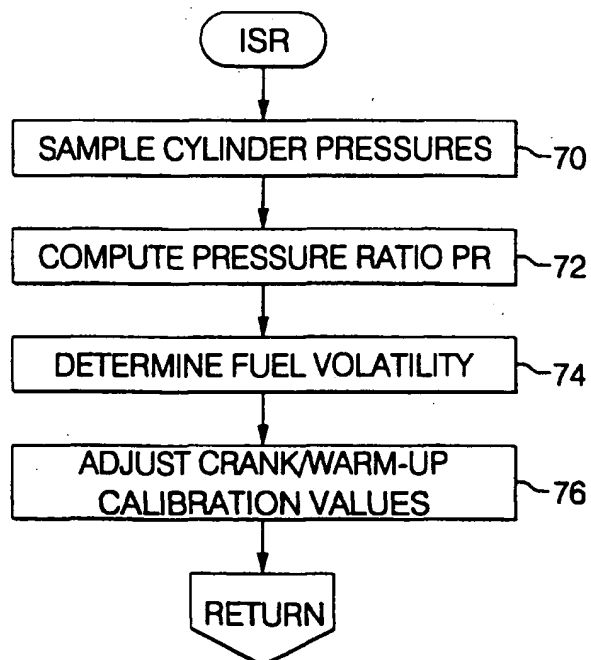 ISR
SAMPLE CYLINDER PRESSURES 70
COMPUTE PRESSURE RATIO PR 72
DETERMINE FUEL VOLATILITY 74
ADJUST CRANK/WARM-UP
CALIBRATION VALUES 76
RETURN